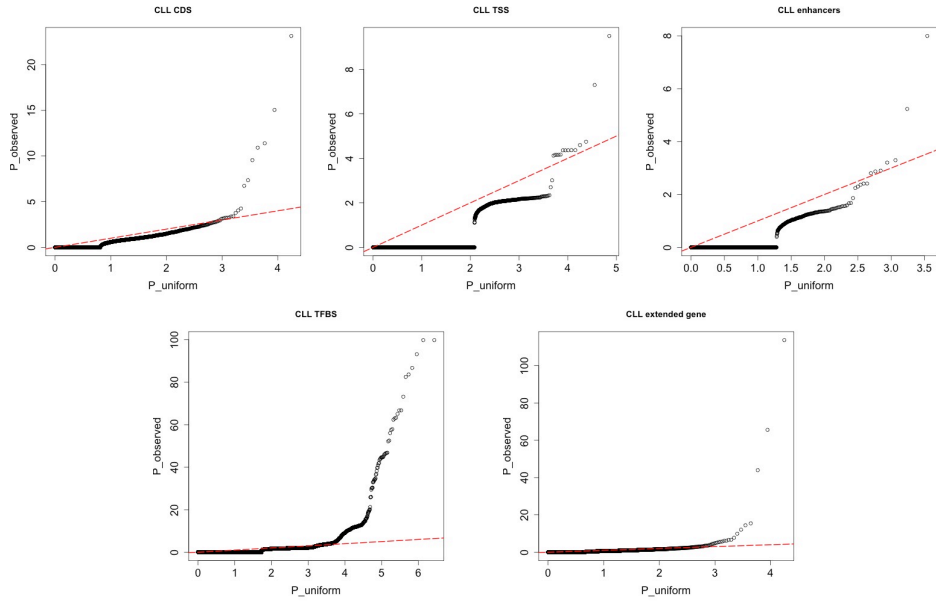 CLL CDS
P_observed
0 5 10 15 20
0 1 2 3 4
P_uniform
CLL TSS
P_observed
0 2 4 6 8
0 1 2 3 4 5
P_uniform
CLL enhancers
P_observed
0 2 4 6 8
0.0 0.5 1.0 1.5 2.0 2.5 3.0 3.5
P_uniform
CLL TFBS
P_observed
0 20 40 60 80 100
0 1 2 3 4 5 6
P_uniform
CLL extended gene
P_observed
0 20 40 60 80 100
0 1 2 3 4
P_uniform